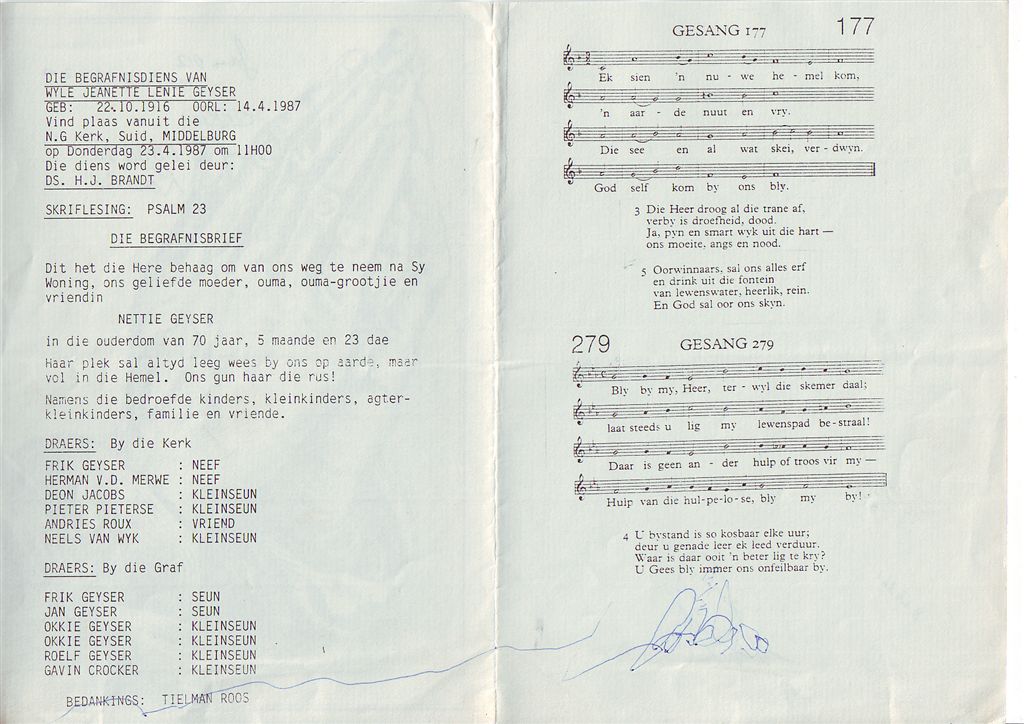 DIE BEGRAFNISDIENS VAN
WYLE JEANETTE LENIE GEYSER
GEB: 22.10.1916 OORL: 14.4.1987
Vind plaas vanuit die
N.G Kerk, Suid, MIDDELBURG
op Donderdag 23.4.1987 om 11H00
Die diens word gelei deur:
DS. H.J. BRANDT
SKRIFLESING: PSALM 23
DIE BEGRAFNISBRIEF
Dit het die Here behaag om van ons weg te neem na Sy
Woning, ons geliefde moeder, ouma, ouma-grootjie en
vriendin
NETTIE GEYSER
in die ouderdom van 70 jaar, 5 maande en 23 dae
Haar plek sal altyd leeg wees by ons op aarde, maar
vol in die Hemel. Ons gun haar die rus!
Namens die bedroefde kinders, kleinkinders, agter-
kleinkinders, familie en vriende.
DRAERS: By die Kerk
FRIK GEYSER : NEEF
HERMAN V.D. MERWE : NEEF
DEON JACOBS : KLEINSEUN
PIETER PIETERSE : KLEINSEUN
ANDRIES ROUX : VRIEND
NEELS VAN WYK : KLEINSEUN
DRAERS: By die Graf
FRIK GEYSER : SEUN
JAN GEYSER : SEUN
OKKIE GEYSER : KLEINSEUN
OKKIE GEYSER : KLEINSEUN
ROELF GEYSER : KLEINSEUN
GAVIN CROCKER : KLEINSEUN
BEDANKINGS: TIELMAN ROOS
GESANG 177 177
Ek sien 'n nu - we he - mel kom,
'n aar - de nuut en vry.
Die see en al wat skei, ver - dwyn.
God self kom by ons bly.
3 Die Heer droog al die trane af,
verby is droefheid, dood.
Ja, pyn en smart wyk uit die hart —
ons moeite, angs en nood.
5 Oorwinnaars, sal ons alles erf
en drink uit die fontein
van lewenswater, heerlik, rein.
En God sal oor ons skyn.
279 GESANG 279
Bly by my, Heer, ter - wyl die skemer daal;
laat steeds u lig my lewenspad be - straal!
Daar is geen an - der hulp of troos vir my —
Hulp van die hul - pe - lo - se, bly my by!
4 U bystand is so kosbaar elke uur;
deur u genade leer ek leed verduur.
Waar is daar ooit 'n beter lig te kry?
U Gees bly immer ons onfeilbaar by.